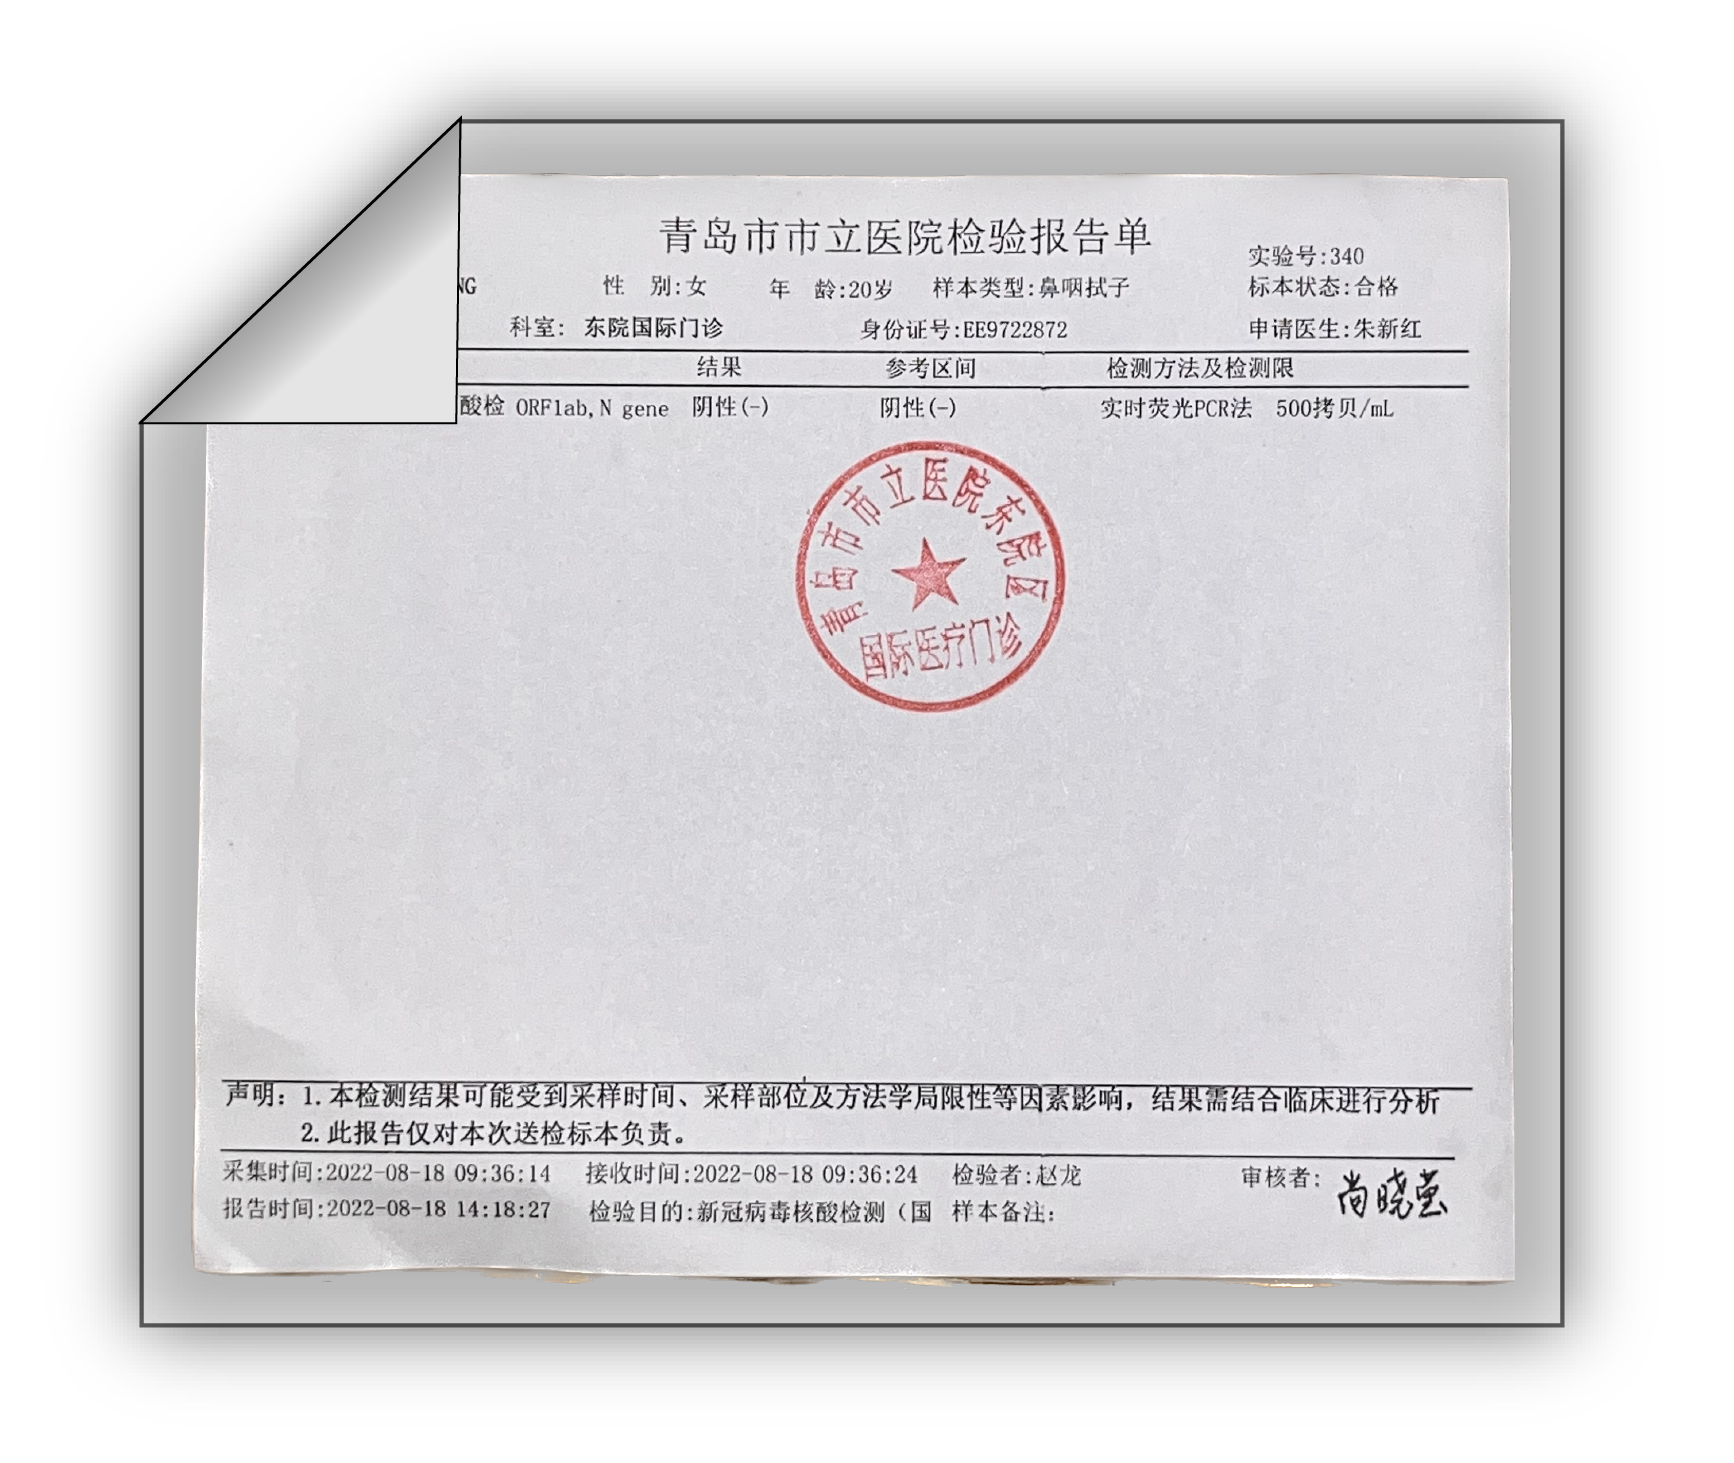 青岛市市立医院检验报告单
实验号:340
NG 性 别:女 年 龄:20岁 样本类型:鼻咽拭子 标本状态:合格
科室: 东院国际门诊 身份证号:EE9722872 申请医生:朱新红
结果 参考区间 检测方法及检测限
酸检 ORF1ab,N gene 阴性(-) 阴性(-) 实时荧光PCR法 500拷贝/mL
青岛市市立医院东院区
国际医疗门诊
声明: 1.本检测结果可能受到采样时间、采样部位及方法学局限性等因素影响，结果需结合临床进行分析
2.此报告仅对本次送检标本负责。
采集时间:2022-08-18 09:36:14 接收时间:2022-08-18 09:36:24 检验者:赵龙 审核者: 尚晓萤
报告时间:2022-08-18 14:18:27 检验目的:新冠病毒核酸检测（国 样本备注: